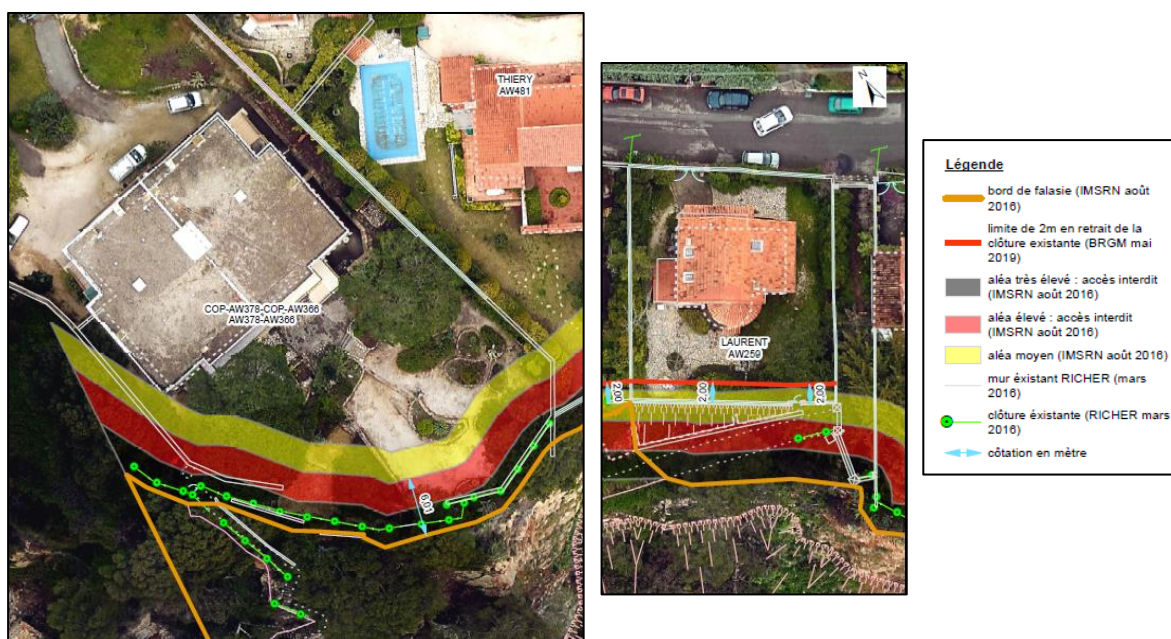 THIERY
AW481
COP-AW378-COP-AW366
AW378-AW366
6,01
N
LAURENT
AW259
2,00
2,00
2,00
Légende
bord de falasie (IMSRN août
2016)
limite de 2m en retrait de la
clôture existante (BRGM mai
2019)
aléa très élevé : accès interdit
(IMSRN août 2016)
aléa élevé : accès interdit
(IMSRN août 2016)
aléa moyen (IMSRN août 2016)
mur éxistant RICHER (mars
2016)
clôture éxistante (RICHER mars
2016)
côtation en mètre